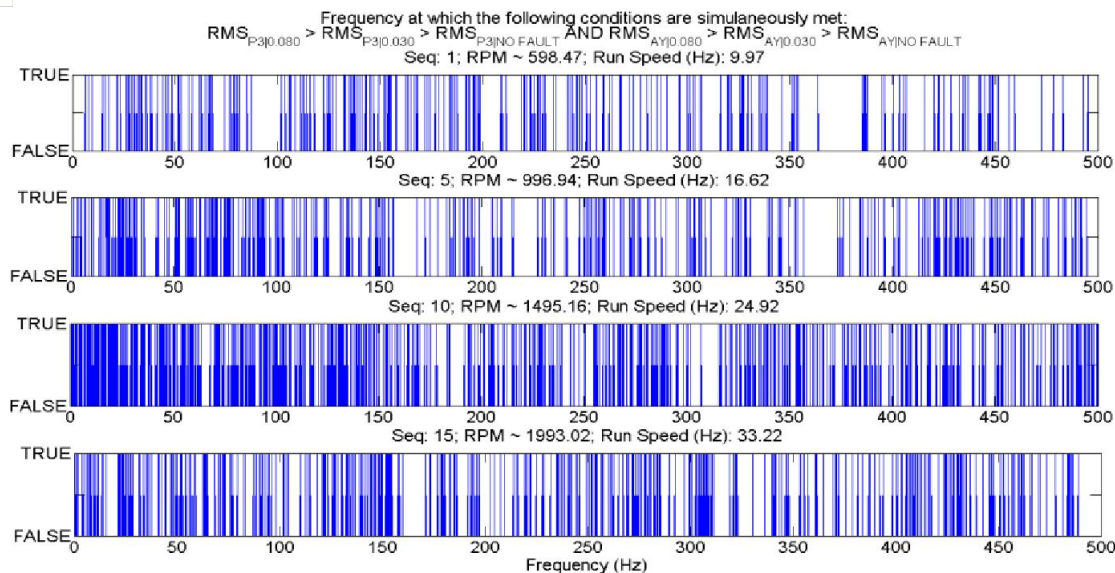 Frequency at which the following conditions are simulaneously met:
RMS_P3|0.080 > RMS_P3|0.030 > RMS_P3|NO FAULT AND RMS_AY|0.080 > RMS_AY|0.030 > RMS_AY|NO FAULT
Seq: 1; RPM ~ 598.47; Run Speed (Hz): 9.97
TRUE
FALSE
0 50 100 150 200 250 300 350 400 450 500
Seq: 5; RPM ~ 996.94; Run Speed (Hz): 16.62
TRUE
FALSE
0 50 100 150 200 250 300 350 400 450 500
Seq: 10; RPM ~ 1495.16; Run Speed (Hz): 24.92
TRUE
FALSE
0 50 100 150 200 250 300 350 400 450 500
Seq: 15; RPM ~ 1993.02; Run Speed (Hz): 33.22
TRUE
FALSE
0 50 100 150 200 250 300 350 400 450 500
Frequency (Hz)